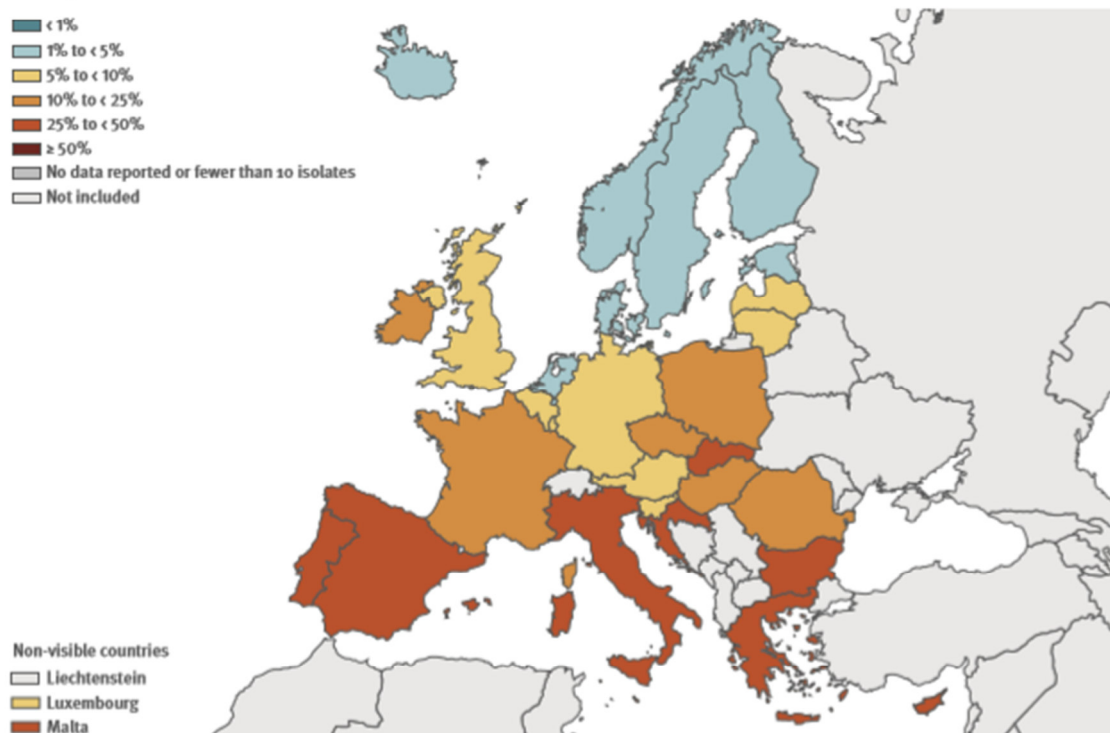 < 1%
1% to < 5%
5% to < 10%
10% to < 25%
25% to < 50%
≥ 50%
No data reported or fewer than 10 isolates
Not included
Non-visible countries
Liechtenstein
Luxembourg
Malta